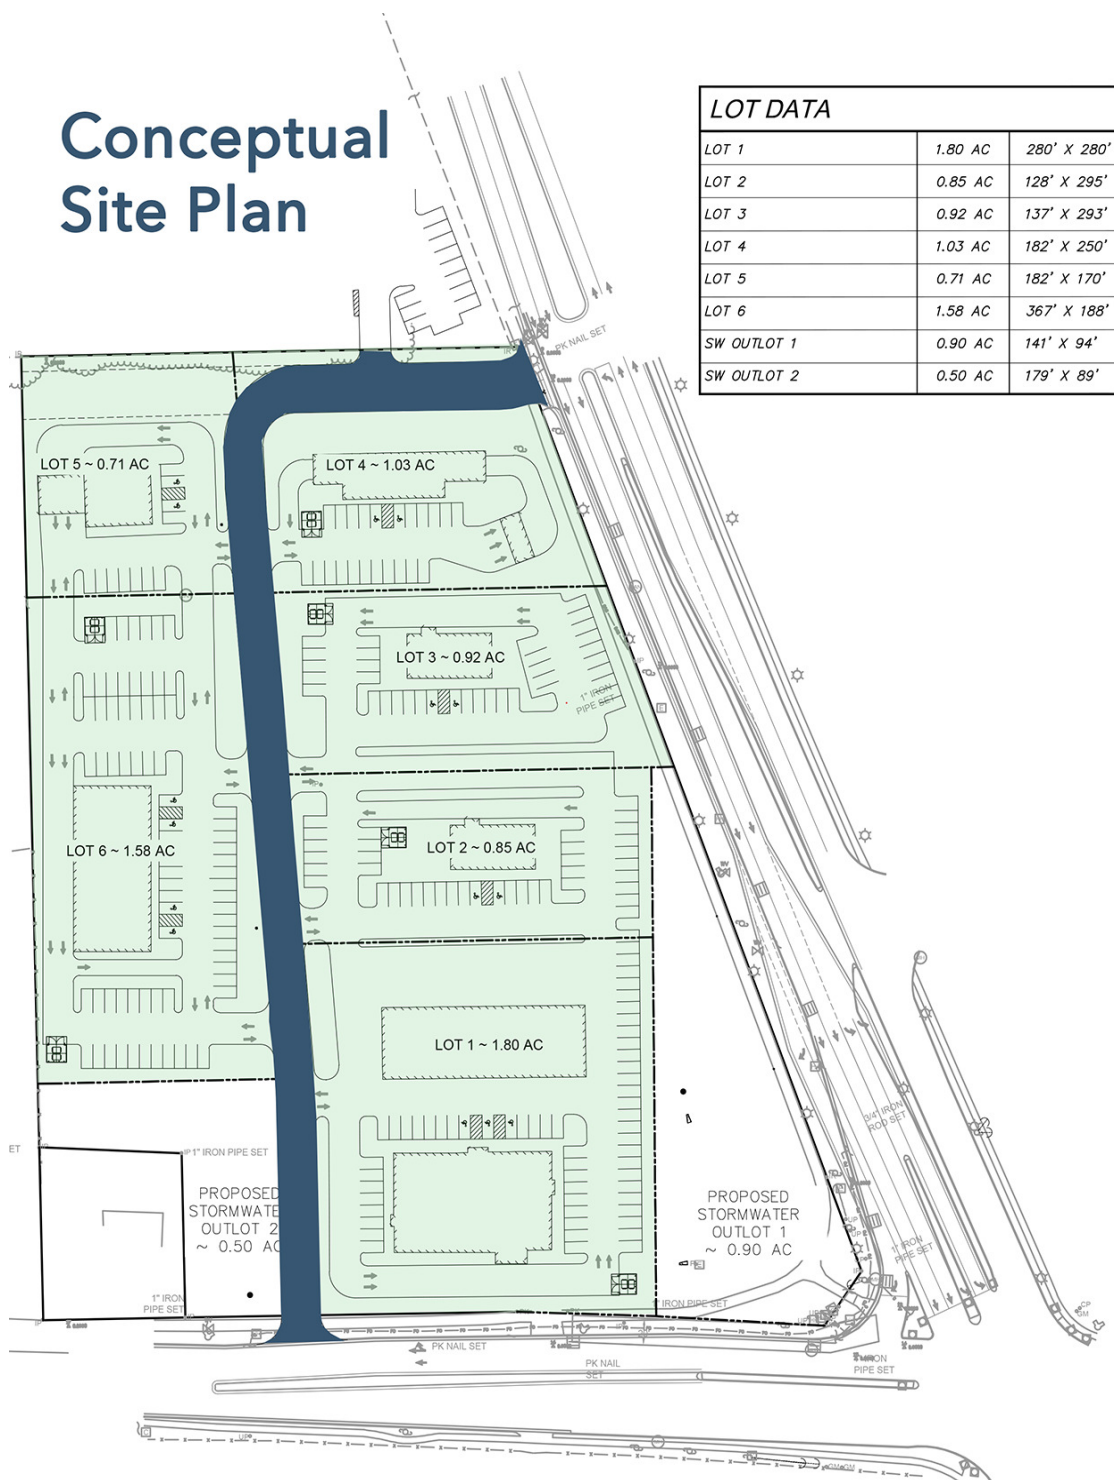 Conceptual
Site Plan
LOT DATA
LOT 1 1.80 AC 280' X 280'
LOT 2 0.85 AC 128' X 295'
LOT 3 0.92 AC 137' X 293'
LOT 4 1.03 AC 182' X 250'
LOT 5 0.71 AC 182' X 170'
LOT 6 1.58 AC 367' X 188'
SW OUTLOT 1 0.90 AC 141' X 94'
SW OUTLOT 2 0.50 AC 179' X 89'
PK NAIL SET
LOT 5 ~ 0.71 AC
LOT 4 ~ 1.03 AC
LOT 3 ~ 0.92 AC
1" IRON
PIPE SET
LOT 6 ~ 1.58 AC
LOT 2 ~ 0.85 AC
LOT 1 ~ 1.80 AC
3/4" IRON
ROD SET
ET
1" IRON PIPE SET
PROPOSED
STORMWATE
OUTLOT 2
~ 0.50 AC
PROPOSED
STORMWATER
OUTLOT 1
~ 0.90 AC
1" IRON
PIPE SET
1" IRON
PIPE SET
IRON PIPE SET
PK NAIL SET
PK NAIL
SET
IRON
PIPE SET
CP
GM
UP